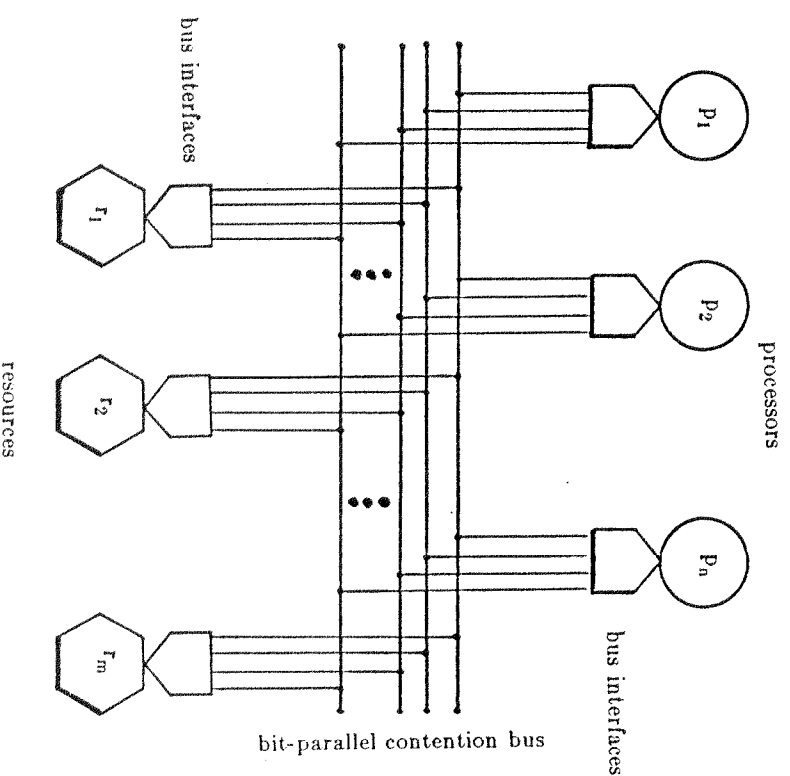 processors
p₁
p₂
pₙ
bus interfaces
bit-parallel contention bus
bus interfaces
r₁
r₂
rₘ
resources